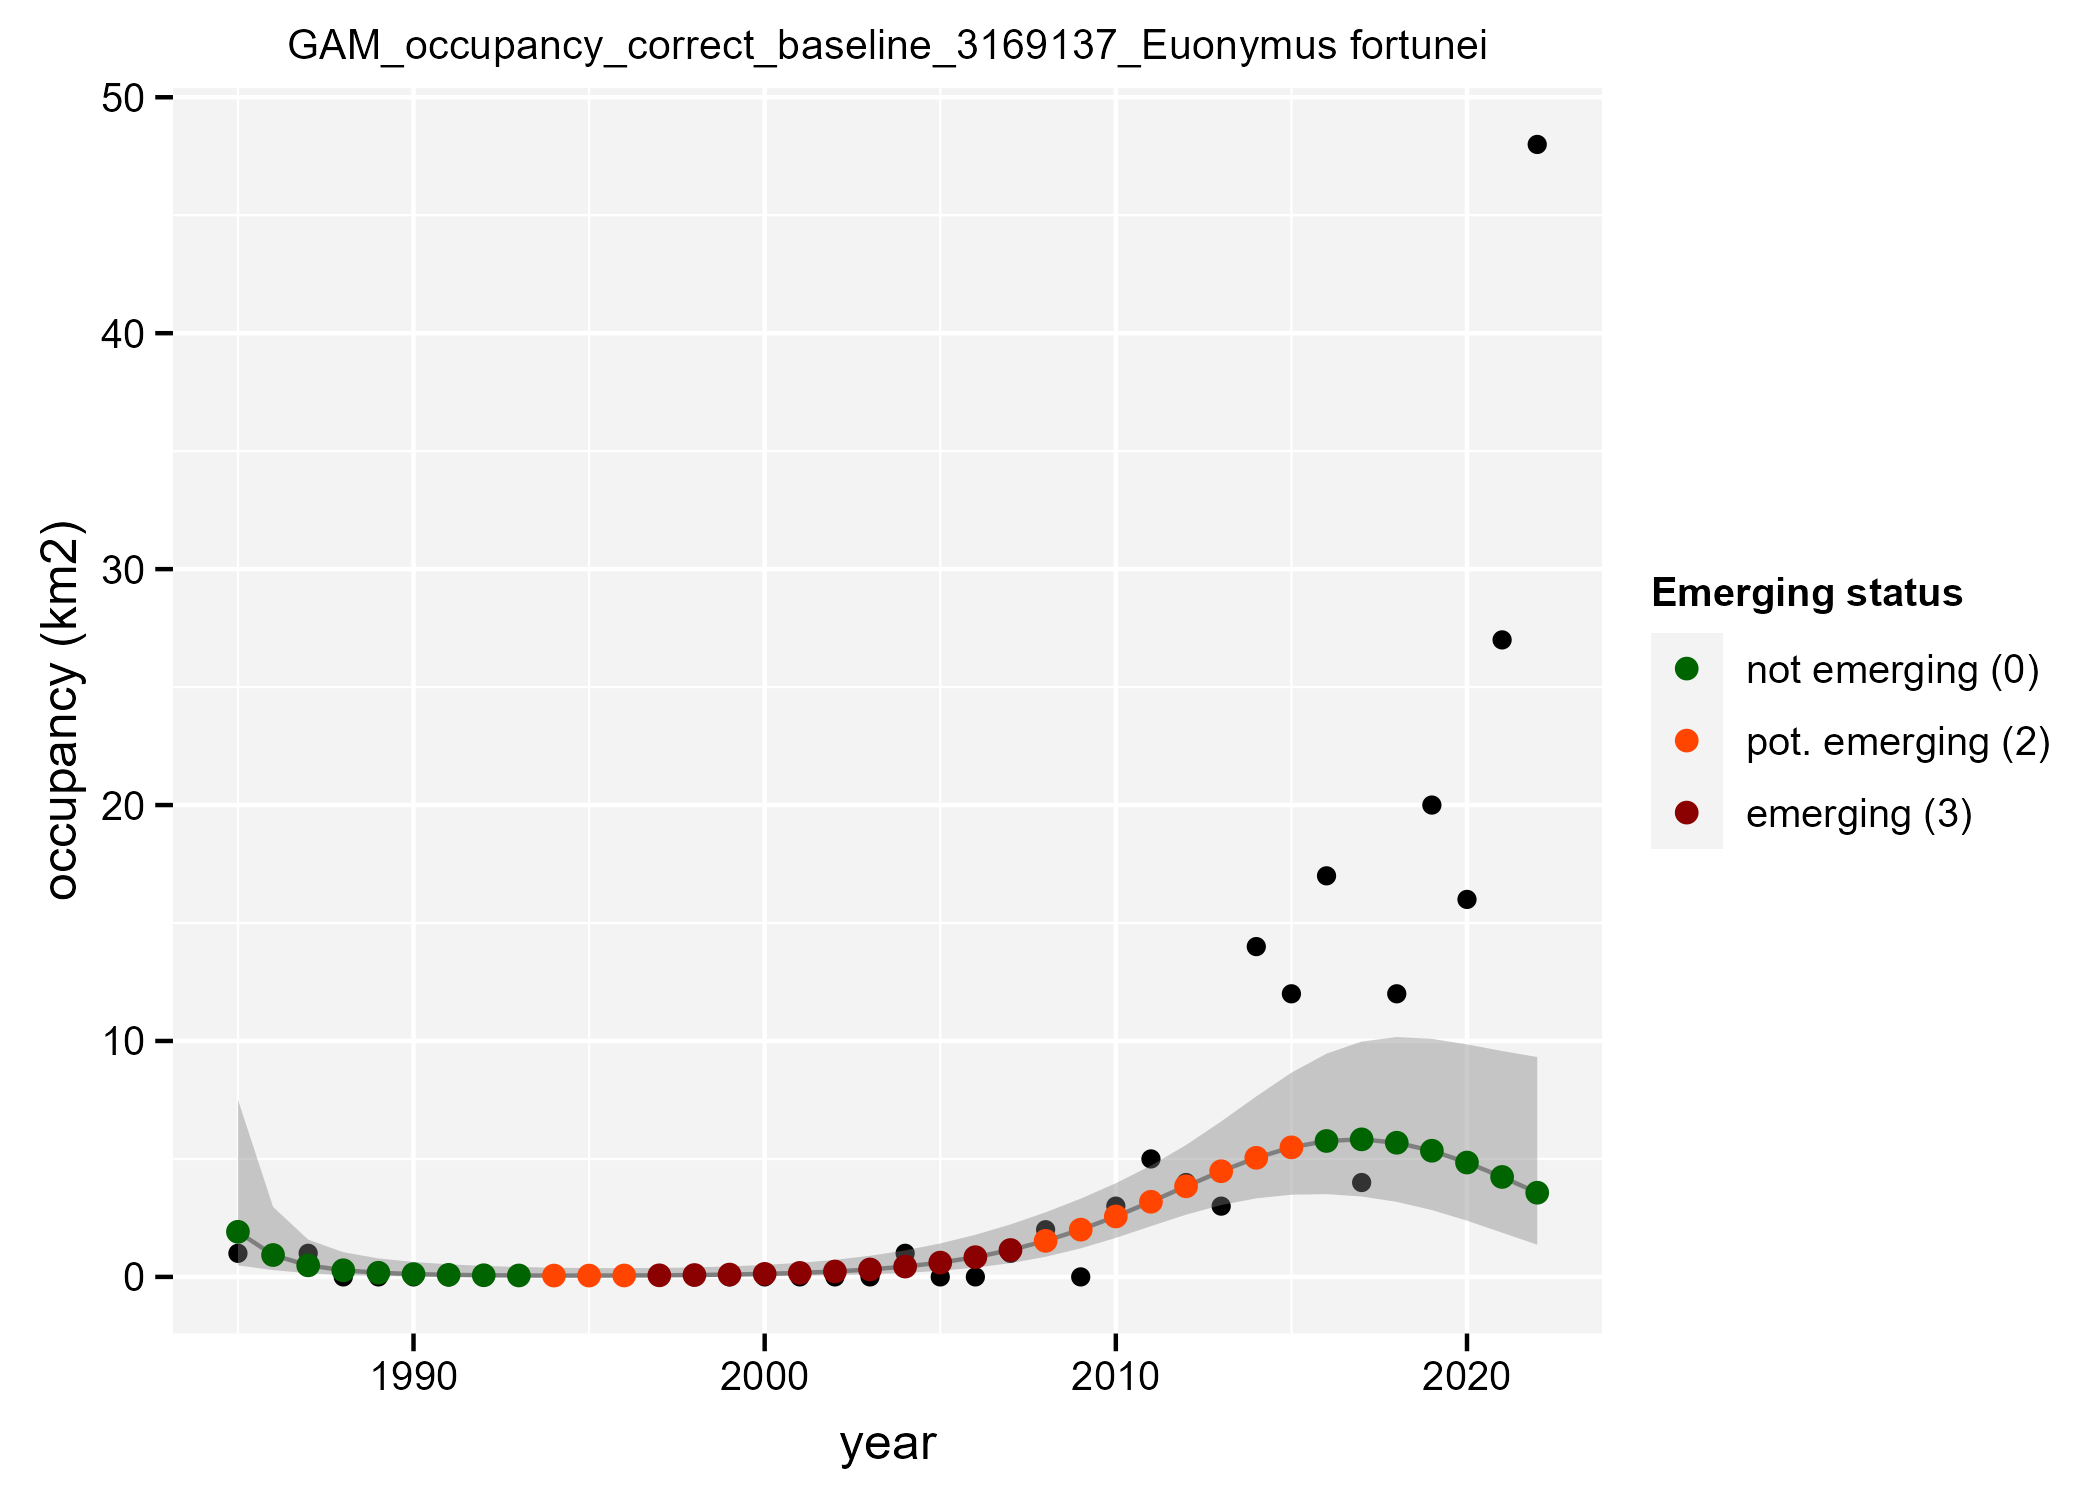 GAM_occupancy_correct_baseline_3169137_Euonymus fortunei
50
40
30
20
10
0
occupancy (km2)
1990 2000 2010 2020
year
Emerging status
not emerging (0)
pot. emerging (2)
emerging (3)